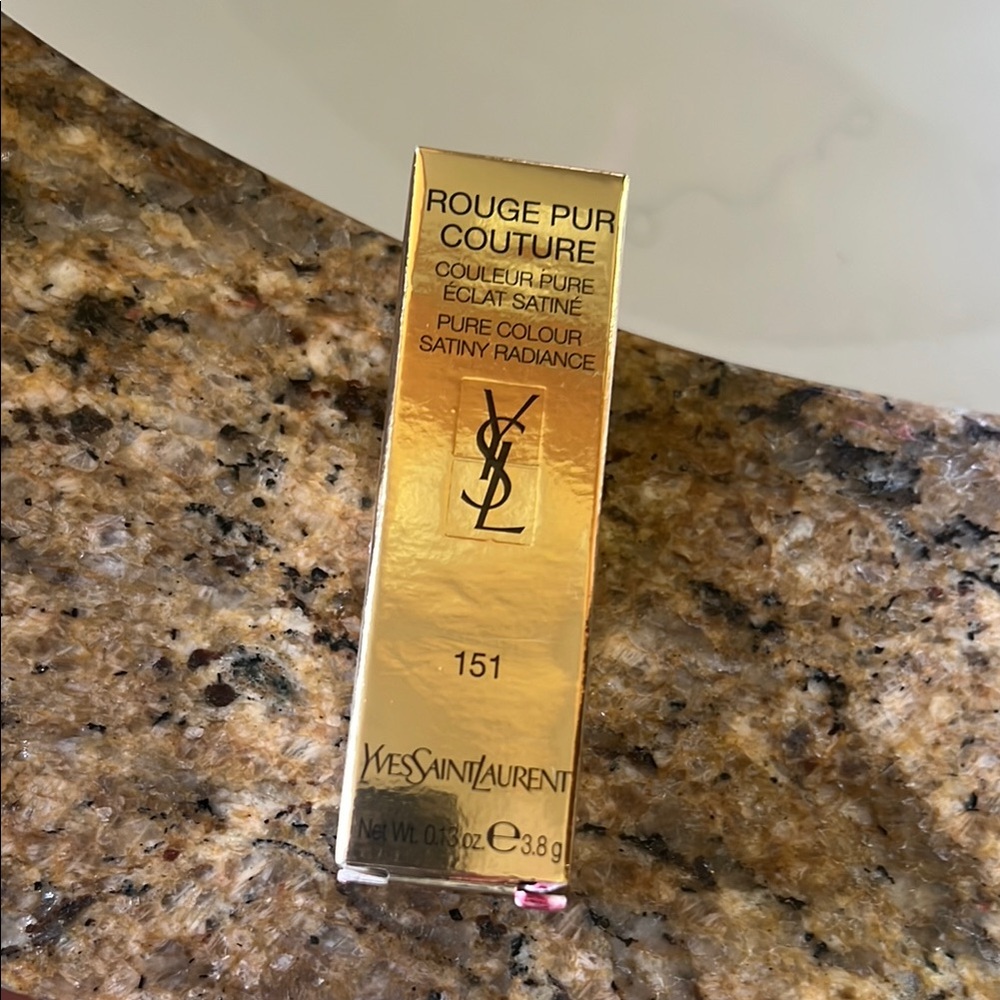 ROUGE PUR
COUTURE
COULEUR PURE
ÉCLAT SATINÉ
PURE COLOUR
SATINY RADIANCE
YSL
151
YVESSAINTLAURENT
Net Wt. 0.13 oz. ℮ 3.8 g